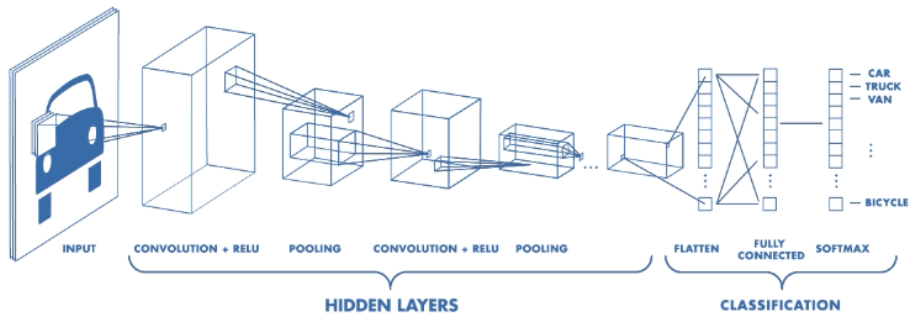 CAR
TRUCK
VAN
BICYCLE
INPUT
CONVOLUTION + RELU
POOLING
CONVOLUTION + RELU
POOLING
FLATTEN
FULLY
CONNECTED
SOFTMAX
HIDDEN LAYERS
CLASSIFICATION